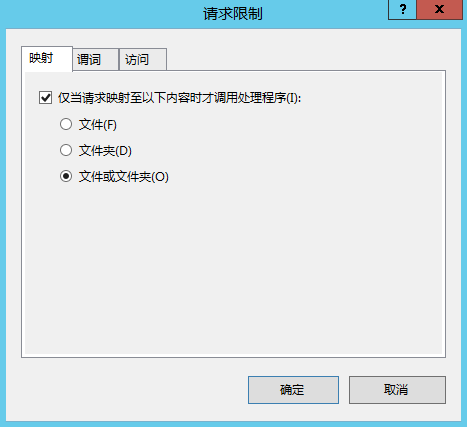 请求限制
?
x
映射
谓词
访问
仅当请求映射至以下内容时才调用处理程序(I):
文件(F)
文件夹(D)
文件或文件夹(O)
确定
取消